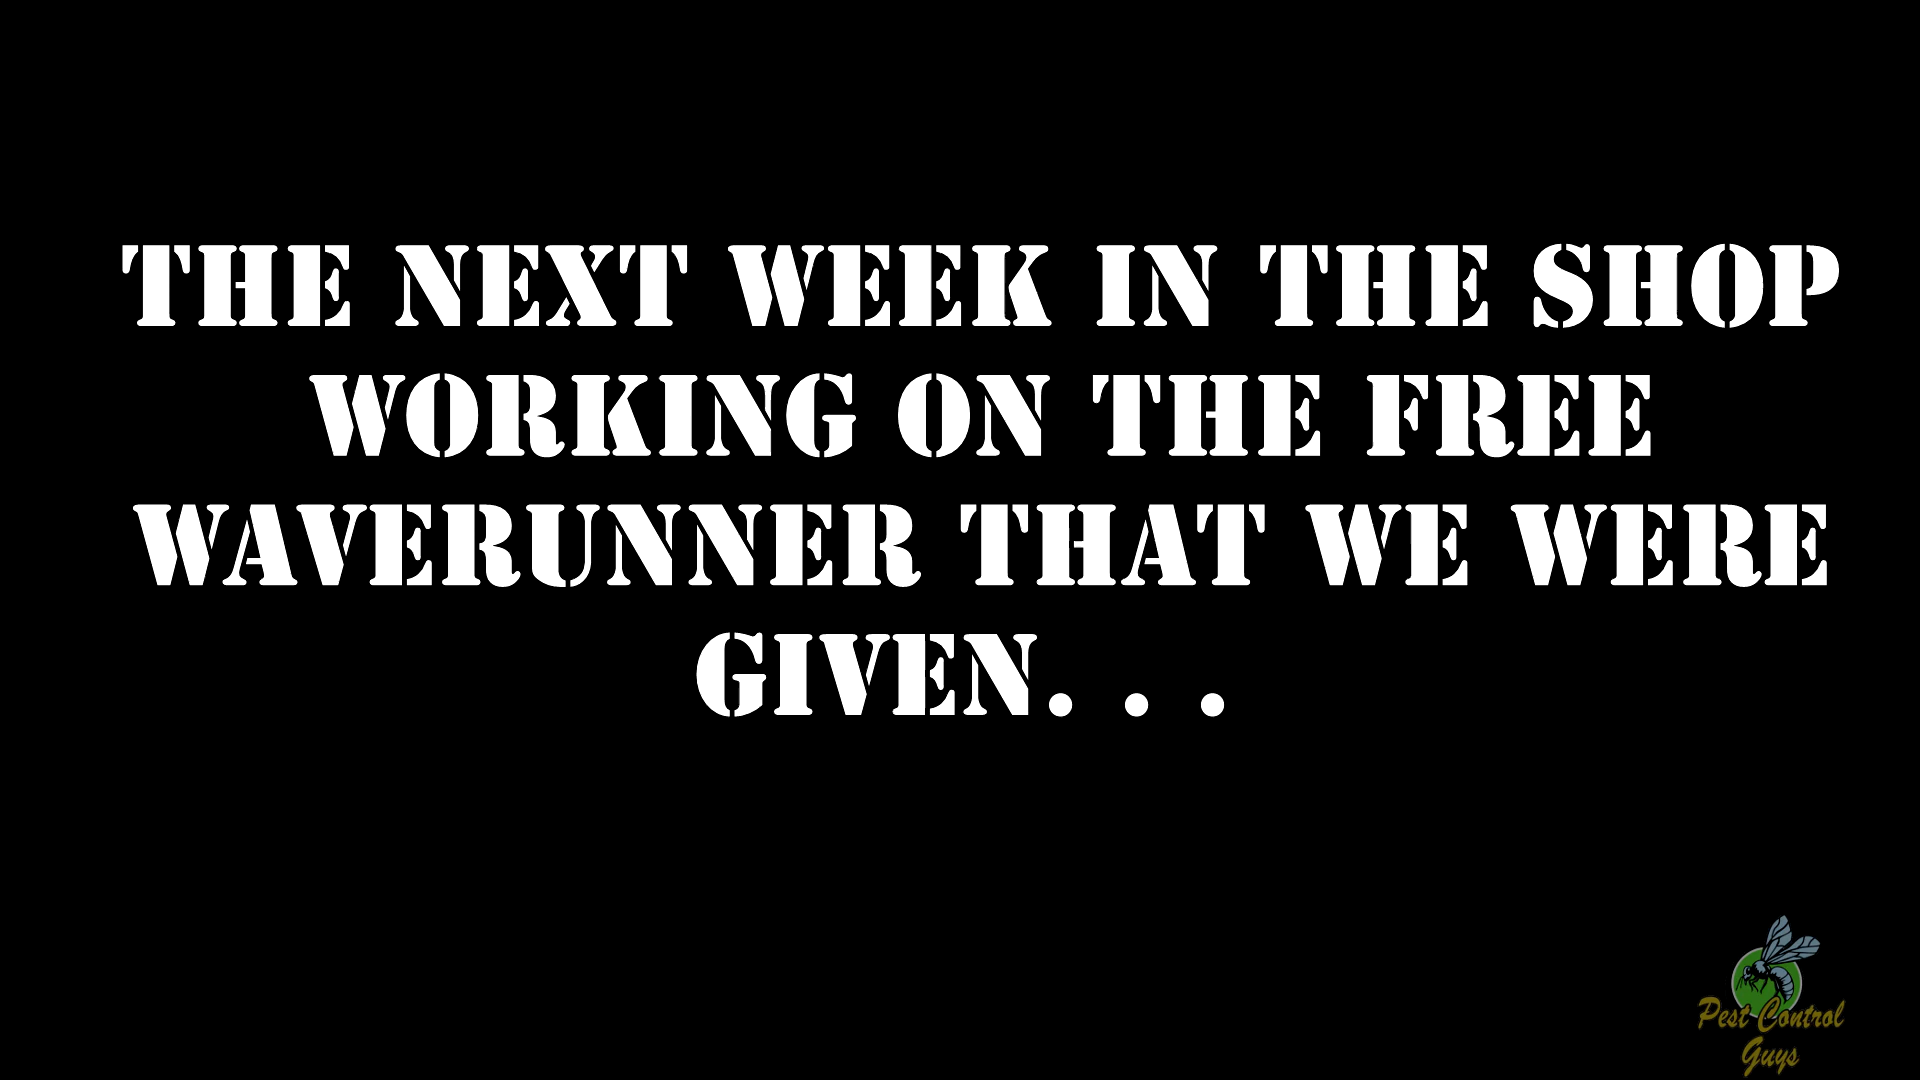 THE NEXT WEEK IN THE SHOP
WORKING ON THE FREE
WAVERUNNER THAT WE WERE
GIVEN. . .
Pest Control
Guys